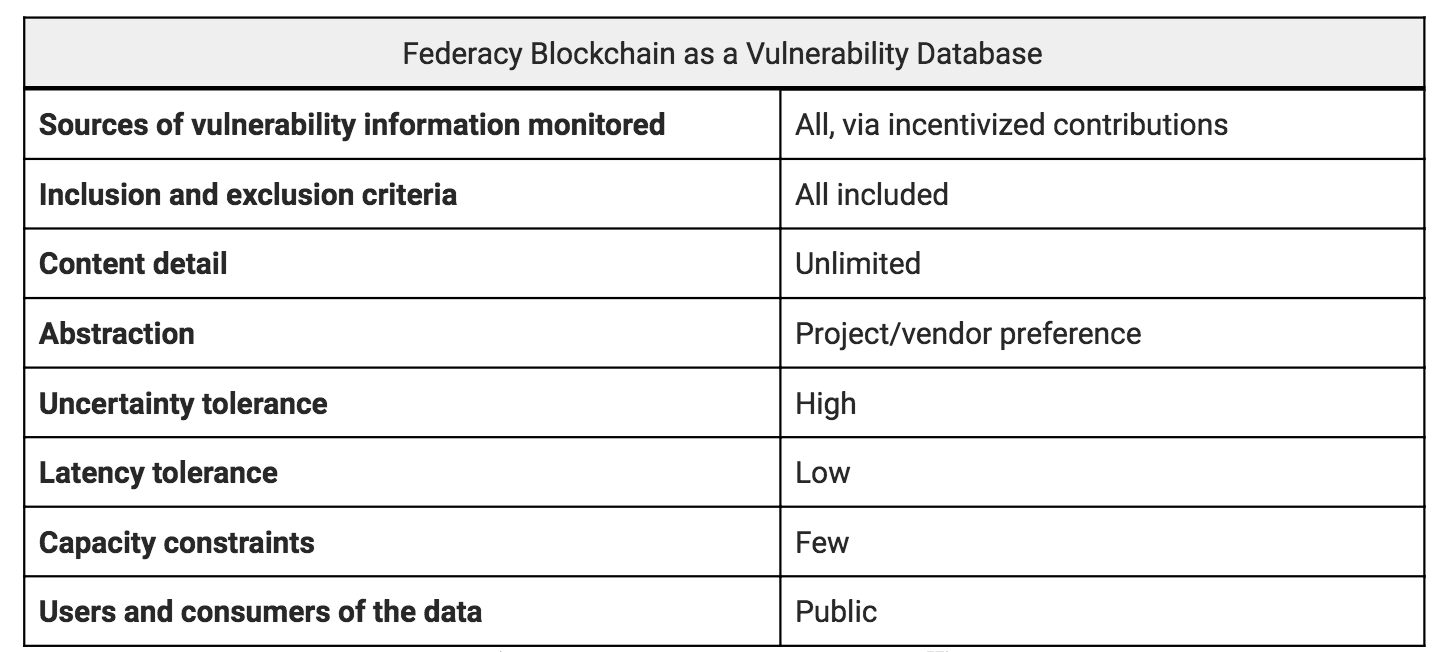 Federacy Blockchain as a Vulnerability Database
Sources of vulnerability information monitored All, via incentivized contributions
Inclusion and exclusion criteria All included
Content detail Unlimited
Abstraction Project/vendor preference
Uncertainty tolerance High
Latency tolerance Low
Capacity constraints Few
Users and consumers of the data Public